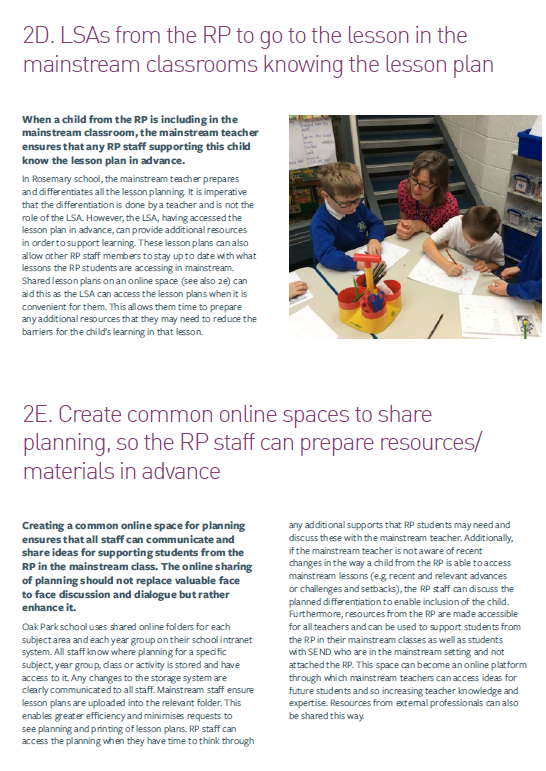 2D. LSAs from the RP to go to the lesson in the
mainstream classrooms knowing the lesson plan
When a child from the RP is including in the
mainstream classroom, the mainstream teacher
ensures that any RP staff supporting this child
know the lesson plan in advance.
In Rosemary school, the mainstream teacher prepares
and differentiates all the lesson planning. It is imperative
that the differentiation is done by a teacher and is not the
role of the LSA. However, the LSA, having accessed the
lesson plan in advance, can provide additional resources
in order to support learning. These lesson plans can also
allow other RP staff members to stay up to date with what
lessons the RP students are accessing in mainstream.
Shared lesson plans on an online space (see also 2e) can
aid this as the LSA can access the lesson plans when it is
convenient for them. This allows them time to prepare
any additional resources that they may need to reduce the
barriers for the child's learning in that lesson.
2E. Create common online spaces to share
planning, so the RP staff can prepare resources/
materials in advance
Creating a common online space for planning
ensures that all staff can communicate and
share ideas for supporting students from the
RP in the mainstream class. The online sharing
of planning should not replace valuable face
to face discussion and dialogue but rather
enhance it.
Oak Park school uses shared online folders for each
subject area and each year group on their school intranet
system. All staff know where planning for a specific
subject, year group, class or activity is stored and have
access to it. Any changes to the storage system are
clearly communicated to all staff. Mainstream staff ensure
lesson plans are uploaded into the relevant folder. This
enables greater efficiency and minimises requests to
see planning and printing of lesson plans. RP staff can
access the planning when they have time to think through
any additional supports that RP students may need and
discuss these with the mainstream teacher. Additionally,
if the mainstream teacher is not aware of recent
changes in the way a child from the RP is able to access
mainstream lessons (e.g. recent and relevant advances
or challenges and setbacks), the RP staff can discuss the
planned differentiation to enable inclusion of the child.
Furthermore, resources from the RP are made accessible
for all teachers and can be used to support students from
the RP in their mainstream classes as well as students
with SEND who are in the mainstream setting and not
attached the RP. This space can become an online platform
through which mainstream teachers can access ideas for
future students and so increasing teacher knowledge and
expertise. Resources from external professionals can also
be shared this way.